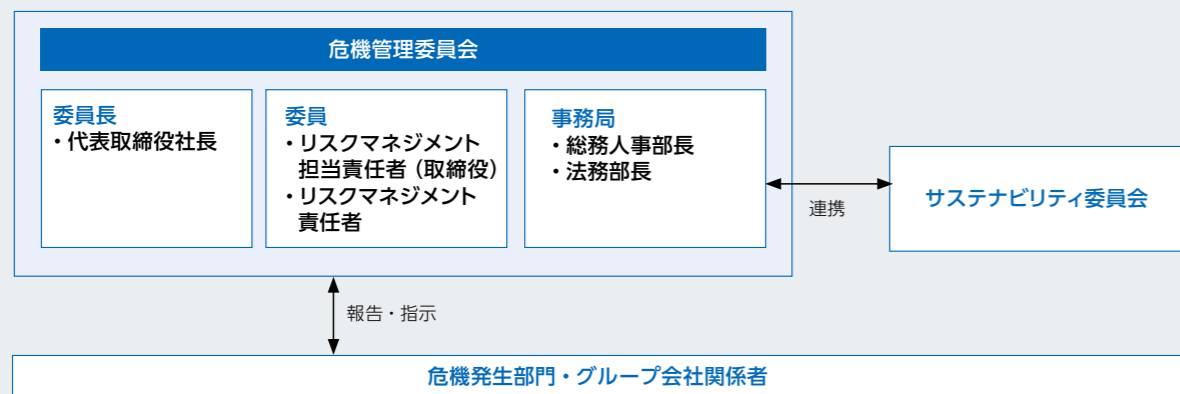 危機管理委員会
委員長
・代表取締役社長
委員
・リスクマネジメント
担当責任者（取締役）
・リスクマネジメント
責任者
事務局
・総務人事部長
・法務部長
連携
サステナビリティ委員会
報告・指示
危機発生部門・グループ会社関係者